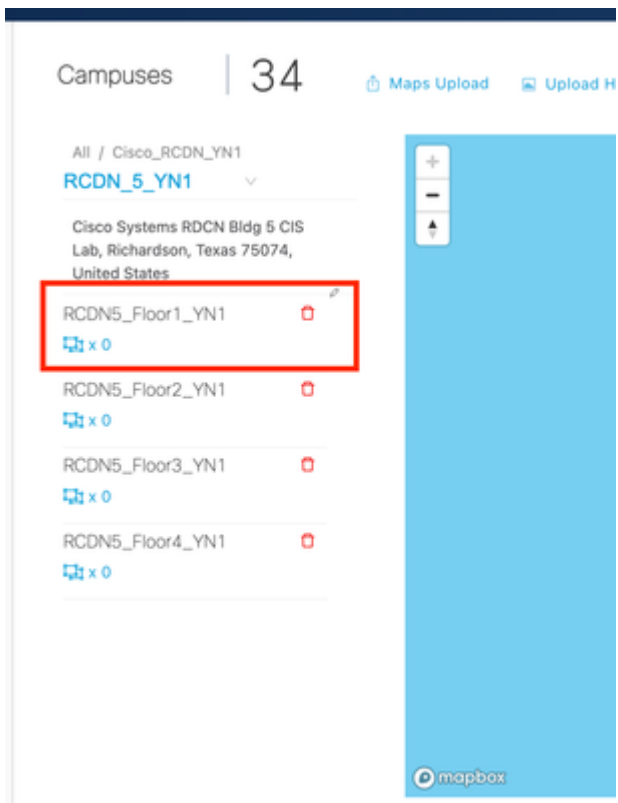 Campuses 34 Maps Upload Upload H
All / Cisco_RCDN_YN1
RCDN_5_YN1
Cisco Systems RDCN Bldg 5 CIS
Lab, Richardson, Texas 75074,
United States
RCDN5_Floor1_YN1
x 0
RCDN5_Floor2_YN1
x 0
RCDN5_Floor3_YN1
x 0
RCDN5_Floor4_YN1
x 0
mapbox